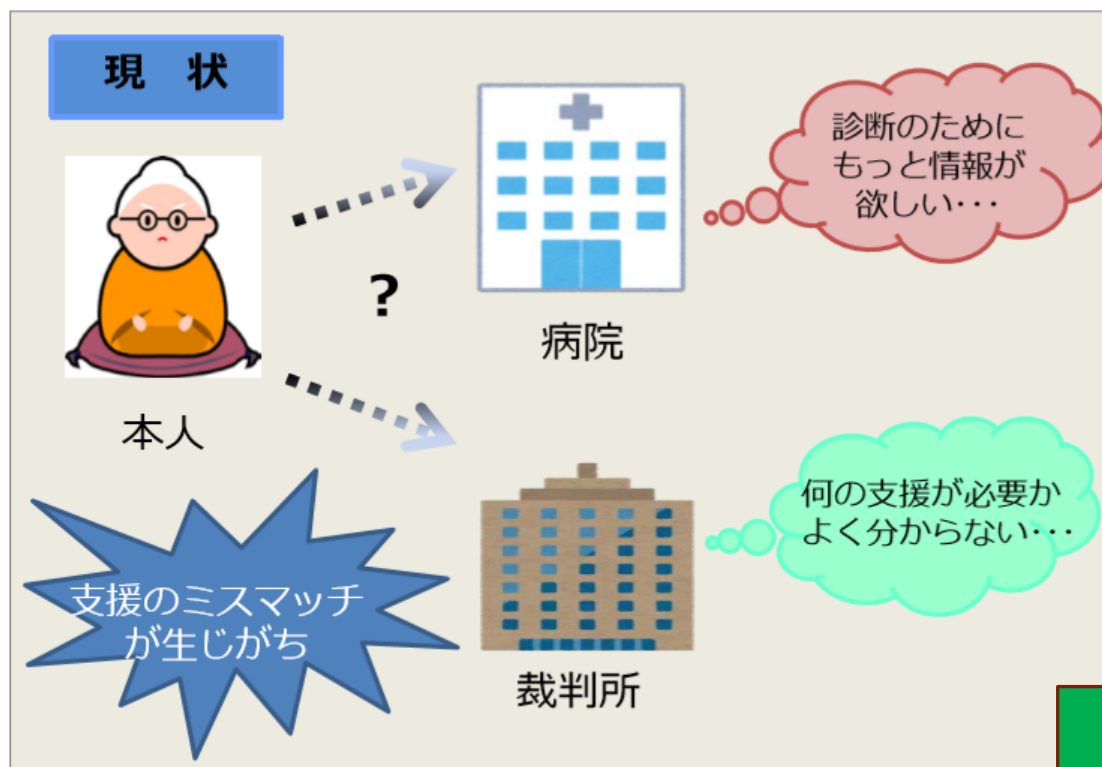 現 状
診断のために
もっと情報が
欲しい･･･
?
病院
本人
何の支援が必要か
よく分からない･･･
支援のミスマッチ
が生じがち
裁判所